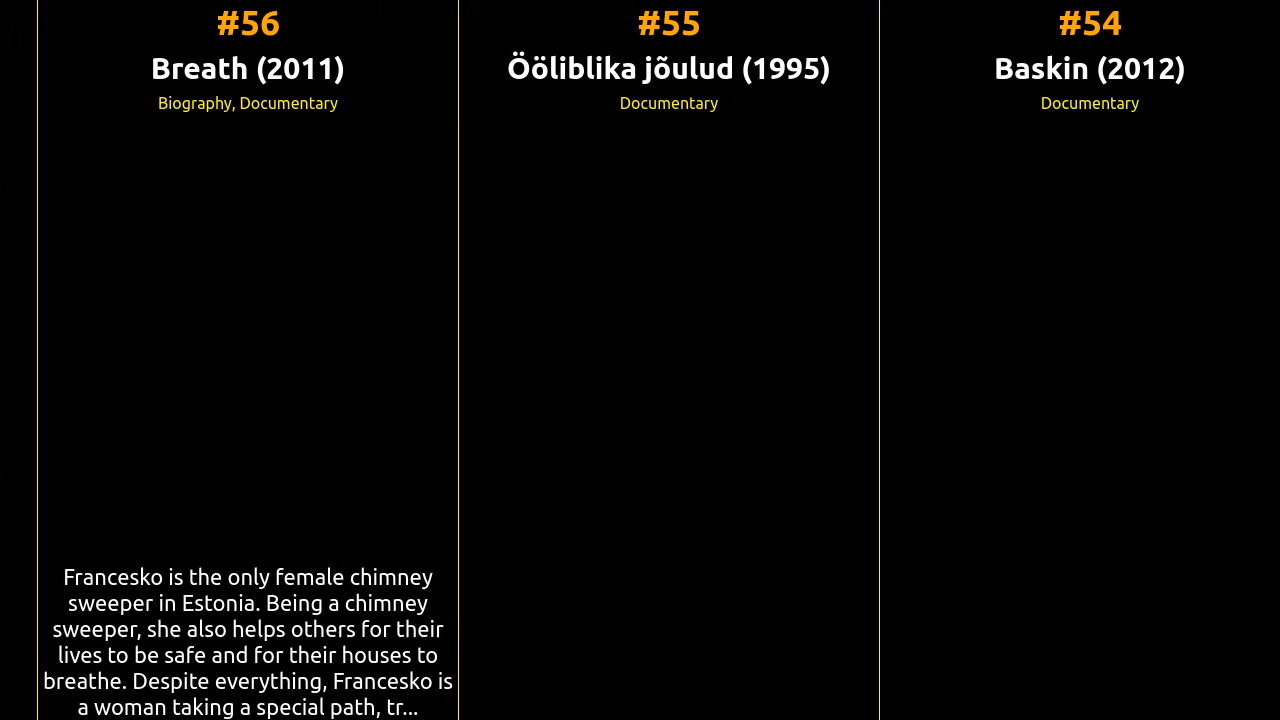 #56
Breath (2011)
Biography, Documentary
Francesko is the only female chimney
sweeper in Estonia. Being a chimney
sweeper, she also helps others for their
lives to be safe and for their houses to
breathe. Despite everything, Francesko is
a woman taking a special path, tr...
#55
Ööliblika jõulud (1995)
Documentary
#54
Baskin (2012)
Documentary